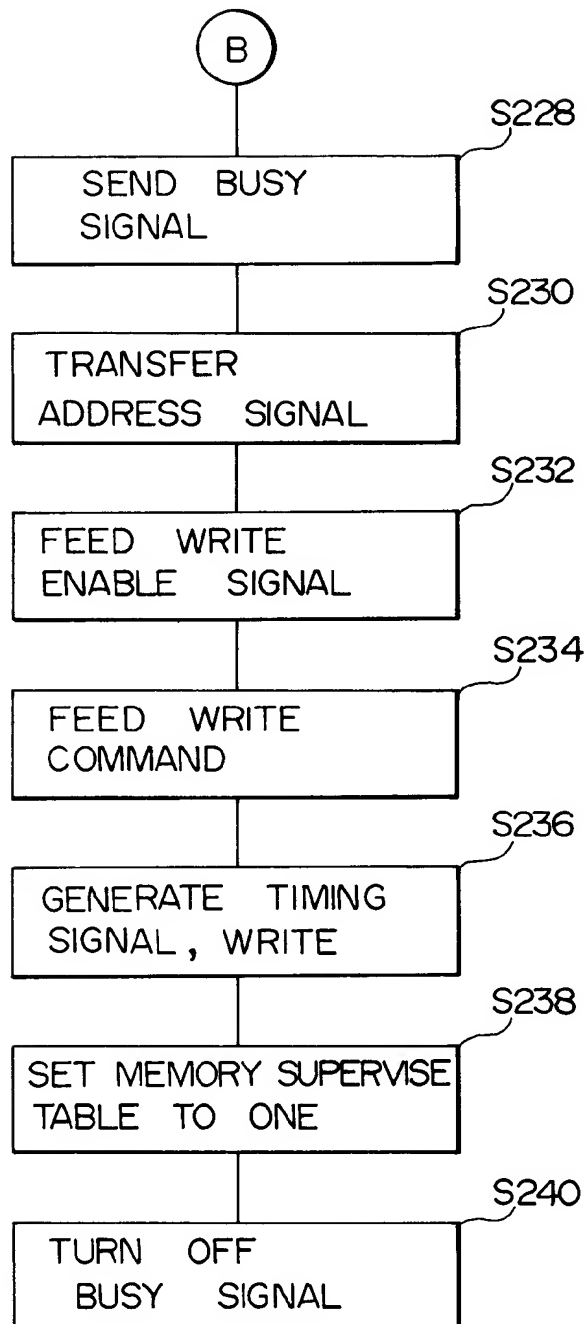 B
S228
SEND BUSY
SIGNAL
S230
TRANSFER
ADDRESS SIGNAL
S232
FEED WRITE
ENABLE SIGNAL
S234
FEED WRITE
COMMAND
S236
GENERATE TIMING
SIGNAL, WRITE
S238
SET MEMORY SUPERVISE
TABLE TO ONE
S240
TURN OFF
BUSY SIGNAL